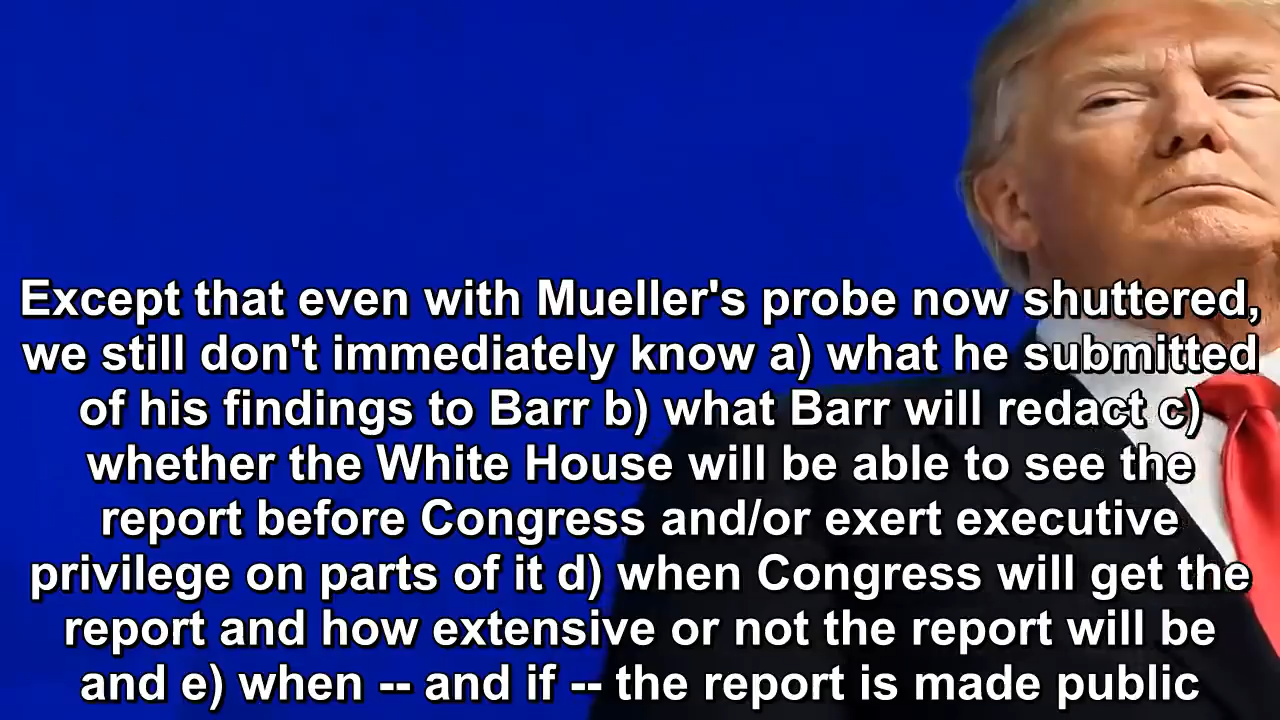 Except that even with Mueller's probe now shuttered,
we still don't immediately know a) what he submitted
of his findings to Barr b) what Barr will redact c)
whether the White House will be able to see the
report before Congress and/or exert executive
privilege on parts of it d) when Congress will get the
report and how extensive or not the report will be
and e) when -- and if -- the report is made public